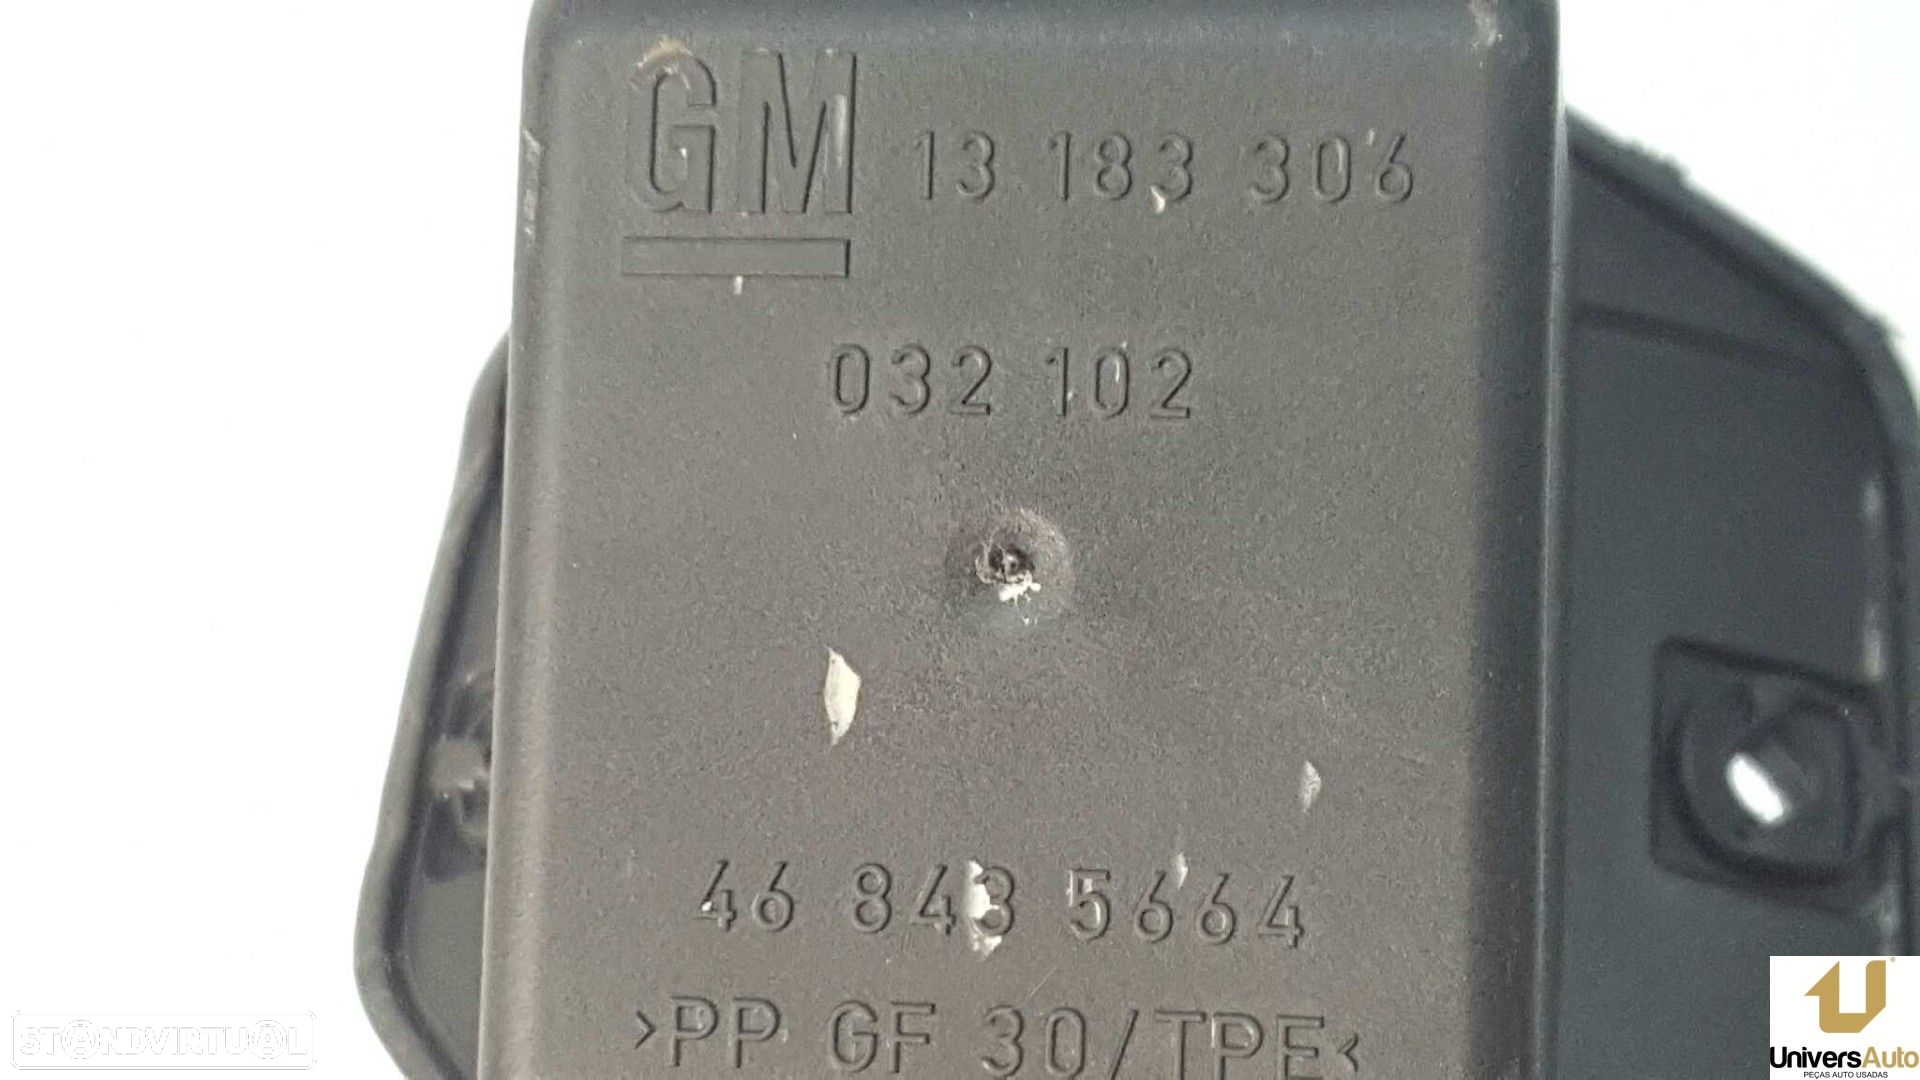 GM 13 183 306
032 102
46 843 5664
>PP GF 30/TPE<
STANDVIRTUAL
UniversAuto
PEÇAS AUTO USADAS